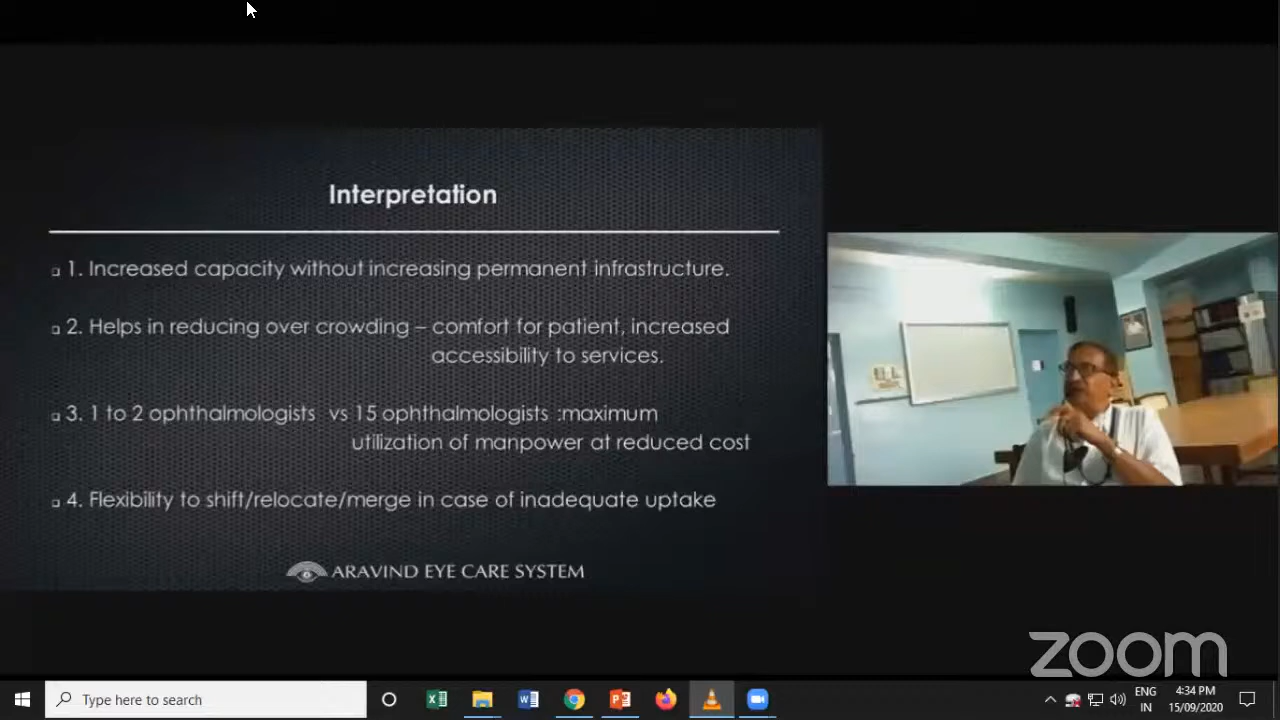 Interpretation
1. Increased capacity without increasing permanent infrastructure.
2. Helps in reducing over crowding – comfort for patient, increased
accessibility to services.
3. 1 to 2 ophthalmologists vs 15 ophthalmologists :maximum
utilization of manpower at reduced cost
4. Flexibility to shift/relocate/merge in case of inadequate uptake
ARAVIND EYE CARE SYSTEM
zoom
Type here to search
ENG
IN
4:34 PM
15/09/2020